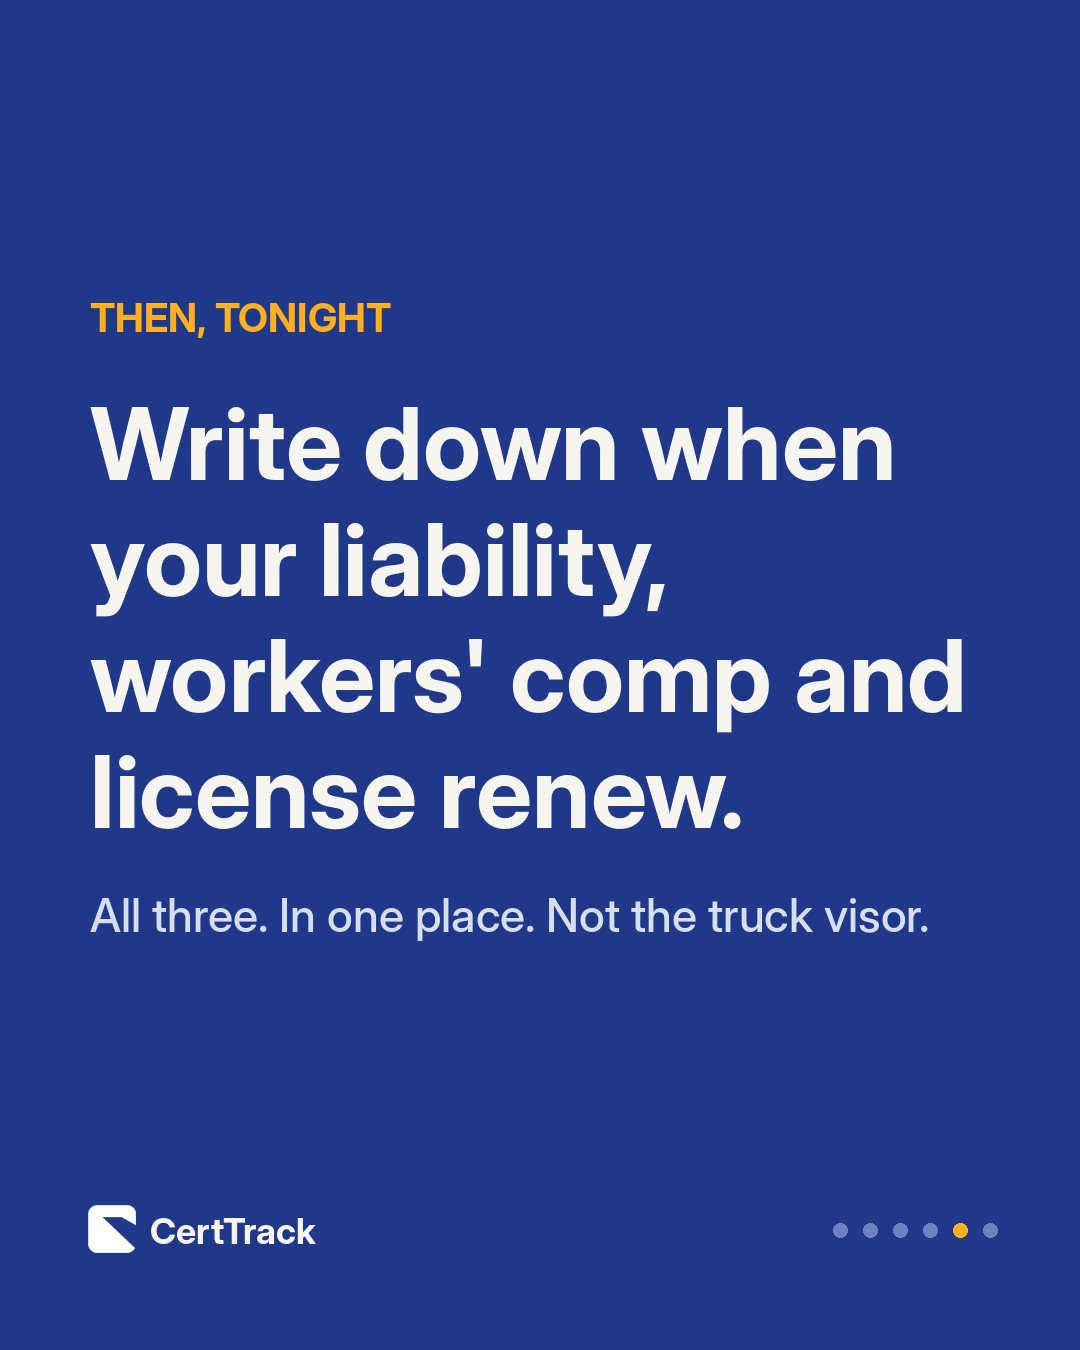 THEN, TONIGHT
Write down when
your liability,
workers' comp and
license renew.
All three. In one place. Not the truck visor.
CertTrack